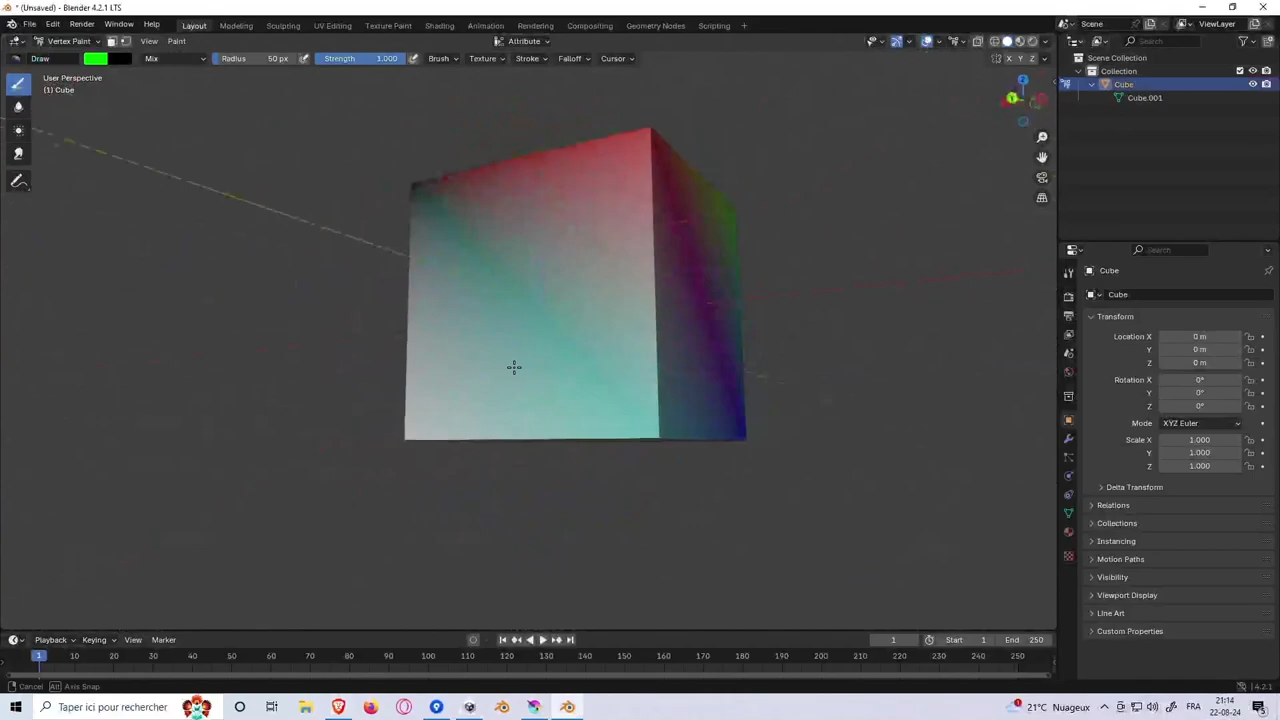 * (Unsaved) - Blender 4.2.1 LTS
File Edit Render Window Help Layout Modeling Sculpting UV Editing Texture Paint Shading Animation Rendering Compositing Geometry Nodes Scripting + Scene ViewLayer
Vertex Paint View Paint Attribute Search
Draw Mix Radius 50 px Strength 1.000 Brush Texture Stroke Falloff Cursor X Y Z
User Perspective
(1) Cube
Scene Collection
Collection
Cube
Cube.001
Z
Y
Search
Cube
Cube
Transform
Location X 0 m
Y 0 m
Z 0 m
Rotation X 0°
Y 0°
Z 0°
Mode XYZ Euler
Scale X 1.000
Y 1.000
Z 1.000
Delta Transform
Relations
Collections
Instancing
Motion Paths
Visibility
Viewport Display
Line Art
Custom Properties
Playback Keying View Marker 1 Start 1 End 250
1 10 20 30 40 50 60 70 80 90 100 110 120 130 140 150 160 170 180 190 200 210 220 230 240 250
Cancel Alt Axis Snap 4.2.1
Taper ici pour rechercher 21°C Nuageux 21:14
22-08-24